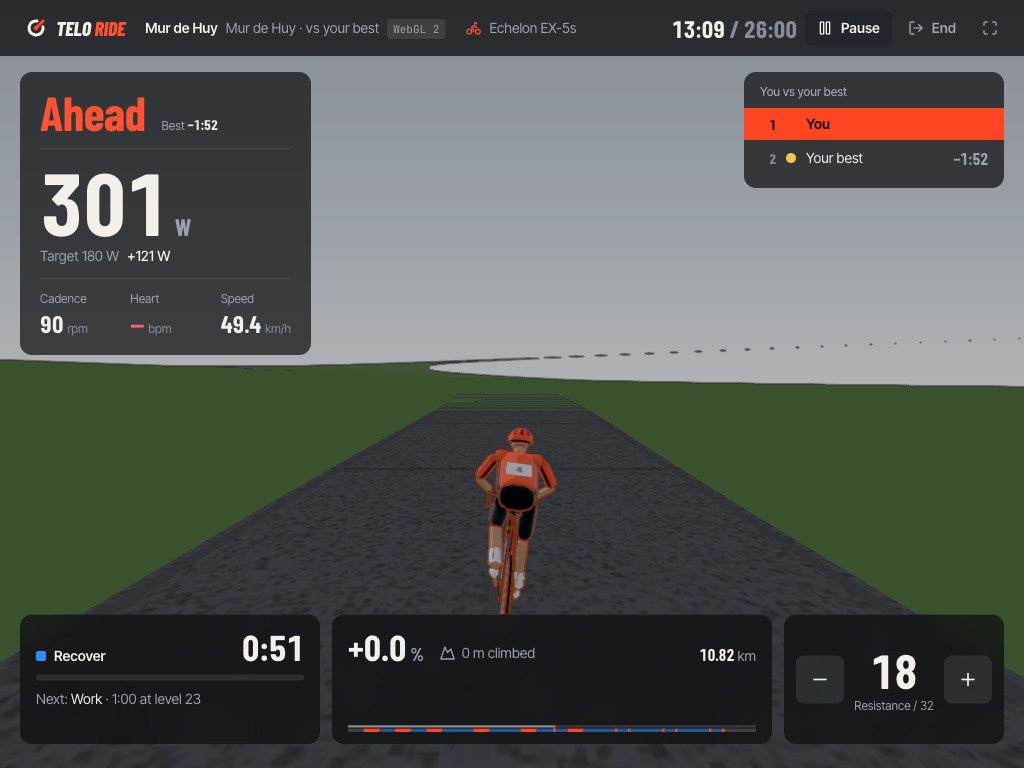 TELO RIDE Mur de Huy Mur de Huy · vs your best WebGL 2 Echelon EX-5s 13:09 / 26:00 Pause End
Ahead Best −1:52
301 W
Target 180 W +121 W
Cadence Heart Speed
90 rpm — bpm 49.4 km/h
You vs your best
1 You
2 Your best −1:52
4
Recover 0:51
Next: Work · 1:00 at level 23
+0.0 % 0 m climbed 10.82 km
− 18 +
Resistance / 32